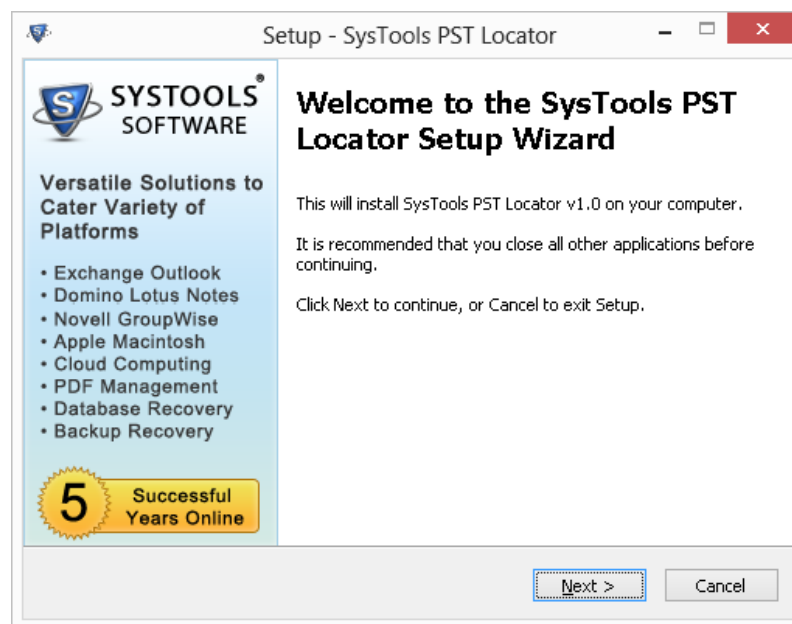 Setup - SysTools PST Locator
SYSTOOLS®
SOFTWARE
Versatile Solutions to
Cater Variety of
Platforms
• Exchange Outlook
• Domino Lotus Notes
• Novell GroupWise
• Apple Macintosh
• Cloud Computing
• PDF Management
• Database Recovery
• Backup Recovery
5
Successful
Years Online
Welcome to the SysTools PST
Locator Setup Wizard
This will install SysTools PST Locator v1.0 on your computer.
It is recommended that you close all other applications before
continuing.
Click Next to continue, or Cancel to exit Setup.
Next >
Cancel